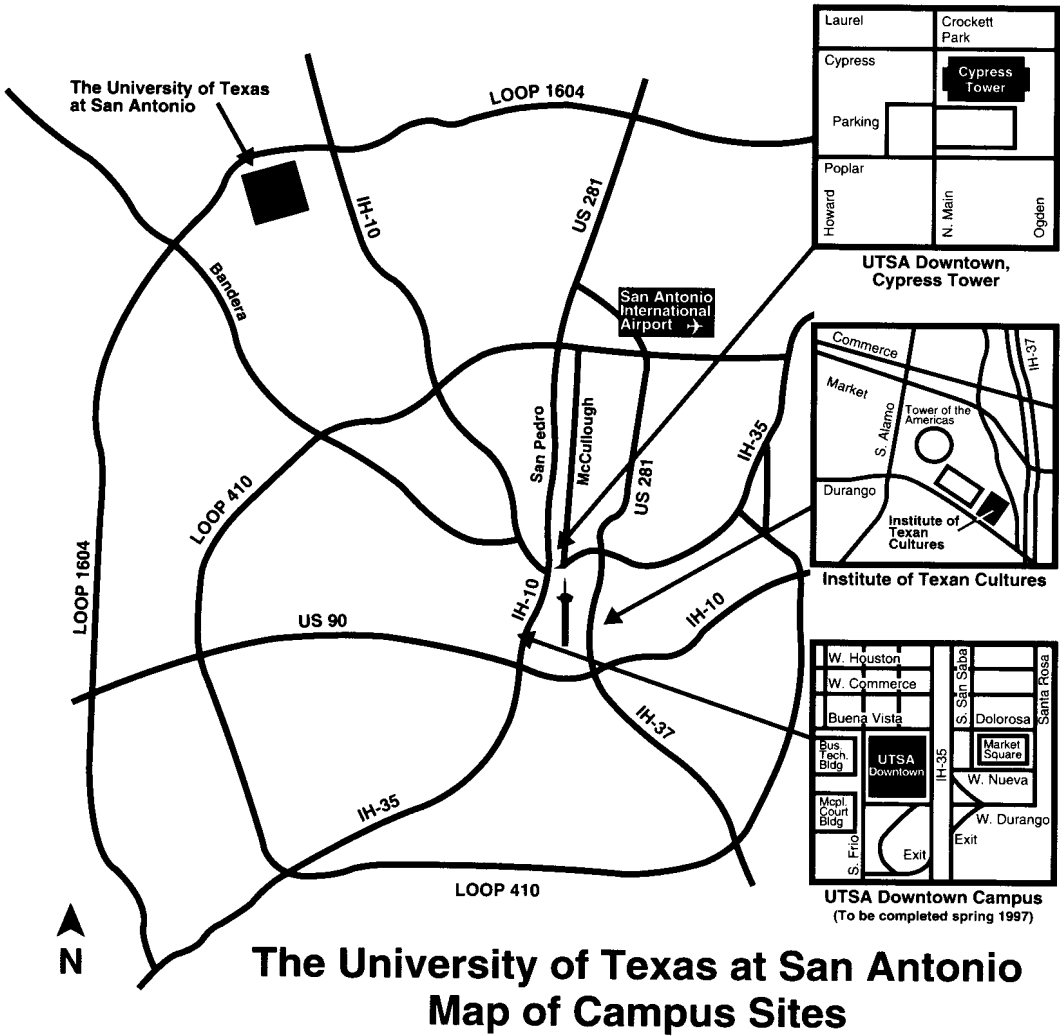 The University of Texas
at San Antonio
LOOP 1604
IH-10
US 281
Bandera
San Antonio
International
Airport
San Pedro
McCullough
US 281
IH-35
LOOP 410
LOOP 1604
US 90
IH-10
IH-10
IH-37
IH-35
LOOP 410
N
Laurel
Crockett
Park
Cypress
Cypress
Tower
Parking
Poplar
Howard
N. Main
Ogden
UTSA Downtown,
Cypress Tower
Commerce
IH-37
Market
S. Alamo
Tower of the
Americas
Durango
Institute of
Texan
Cultures
Institute of Texan Cultures
W. Houston
W. Commerce
Buena Vista
S. San Saba
Dolorosa
Santa Rosa
Bus.
Tech.
Bldg
UTSA
Downtown
IH-35
Market
Square
W. Nueva
Mcpl.
Court
Bldg
W. Durango
S. Frio
Exit
Exit
UTSA Downtown Campus
(To be completed spring 1997)
The University of Texas at San Antonio
Map of Campus Sites